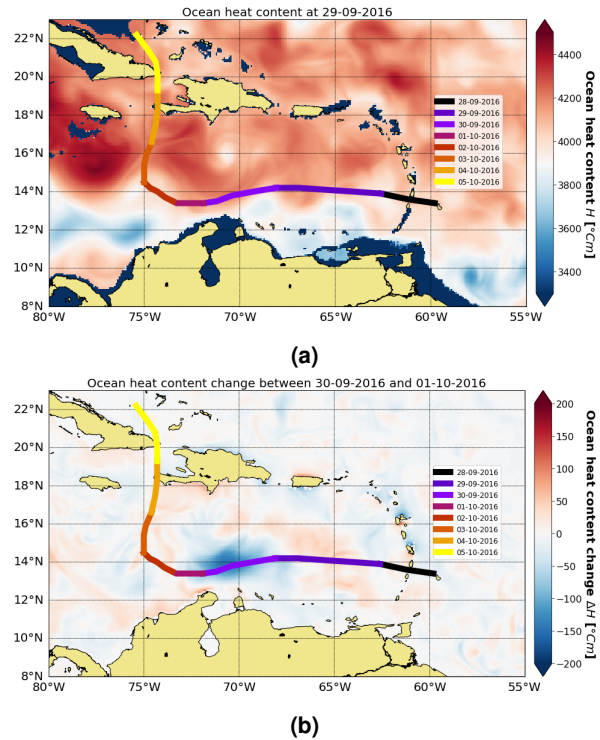 Ocean heat content at 29-09-2016
22°N
20°N
18°N
16°N
14°N
12°N
10°N
8°N
80°W
75°W
70°W
65°W
60°W
55°W
28-09-2016
29-09-2016
30-09-2016
01-10-2016
02-10-2016
03-10-2016
04-10-2016
05-10-2016
4400
4200
4000
3800
3600
3400
Ocean heat content H [°Cm]
(a)
Ocean heat content change between 30-09-2016 and 01-10-2016
22°N
20°N
18°N
16°N
14°N
12°N
10°N
8°N
80°W
75°W
70°W
65°W
60°W
55°W
28-09-2016
29-09-2016
30-09-2016
01-10-2016
02-10-2016
03-10-2016
04-10-2016
05-10-2016
200
150
100
50
0
−50
−100
−150
−200
Ocean heat content change ΔH [°Cm]
(b)